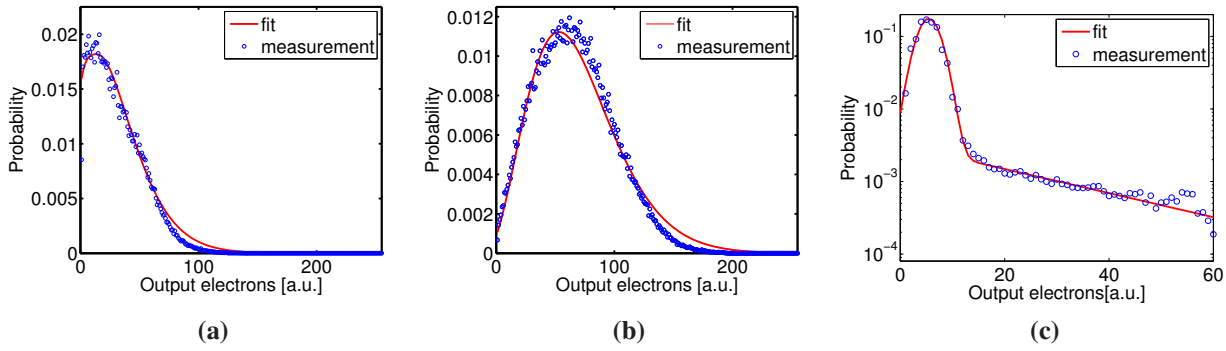 fit
measurement
0.02
0.015
0.01
0.005
0
0
100
200
Probability
Output electrons [a.u.]
(a)
fit
measurement
0.012
0.01
0.008
0.006
0.004
0.002
0
0
100
200
Probability
Output electrons [a.u.]
(b)
fit
measurement
10⁻¹
10⁻²
10⁻³
10⁻⁴
0
20
40
60
Probability
Output electrons[a.u.]
(c)